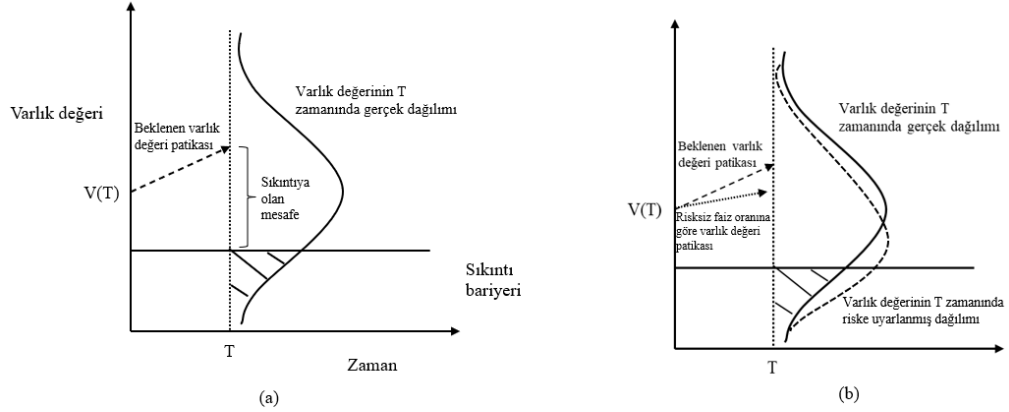 Varlık değeri
Varlık değerinin T
zamanında gerçek dağılımı
Beklenen varlık
değeri patikası
Sıkıntıya
olan
mesafe
V(T)
Sıkıntı
bariyeri
T
Zaman
(a)
Varlık değerinin T
zamanında gerçek dağılımı
Beklenen varlık
değeri patikası
V(T)
Risksiz faiz oranına
göre varlık değeri
patikası
Varlık değerinin T zamanında
riske uyarlanmış dağılımı
T
(b)